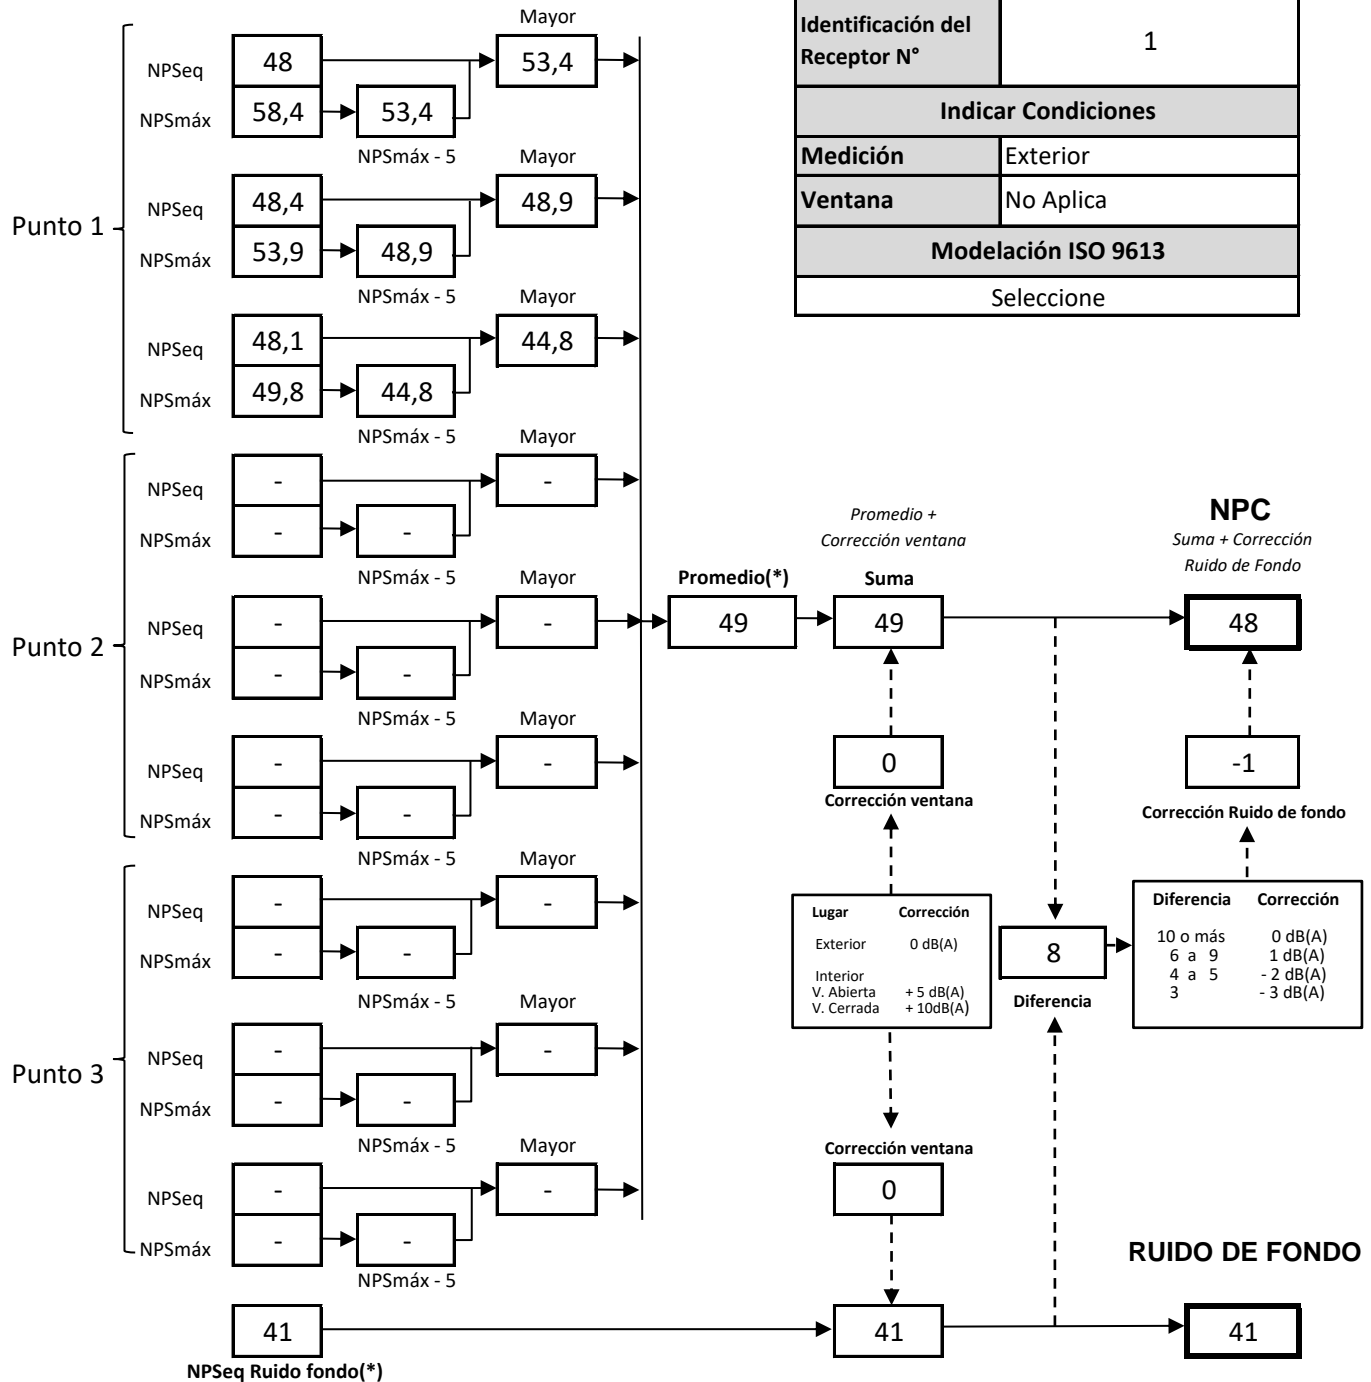 Mayor
Identificación del
Receptor N°
1
NPSeq
48
53,4
NPSmáx
58,4
53,4
NPSmáx - 5
Indicar Condiciones
Medición
Exterior
Ventana
No Aplica
Modelación ISO 9613
Seleccione
Punto 1
Mayor
NPSeq
48,4
48,9
NPSmáx
53,9
48,9
NPSmáx - 5
Mayor
NPSeq
48,1
44,8
NPSmáx
49,8
44,8
NPSmáx - 5
Punto 2
Mayor
NPSeq
-
-
NPSmáx
-
-
NPSmáx - 5
Mayor
NPSeq
-
-
NPSmáx
-
-
NPSmáx - 5
Mayor
NPSeq
-
-
NPSmáx
-
-
NPSmáx - 5
Promedio(*)
49
Promedio +
Corrección ventana
Suma
49
NPC
Suma + Corrección
Ruido de Fondo
48
0
Corrección ventana
-1
Corrección Ruido de fondo
Lugar Corrección
Exterior 0 dB(A)
Interior
V. Abierta + 5 dB(A)
V. Cerrada + 10dB(A)
8
Diferencia
Diferencia Corrección
10 o más 0 dB(A)
6 a 9 1 dB(A)
4 a 5 - 2 dB(A)
3 - 3 dB(A)
Punto 3
Mayor
NPSeq
-
-
NPSmáx
-
-
NPSmáx - 5
Mayor
NPSeq
-
-
NPSmáx
-
-
NPSmáx - 5
Mayor
NPSeq
-
-
NPSmáx
-
-
NPSmáx - 5
Corrección ventana
0
RUIDO DE FONDO
41
41
41
NPSeq Ruido fondo(*)